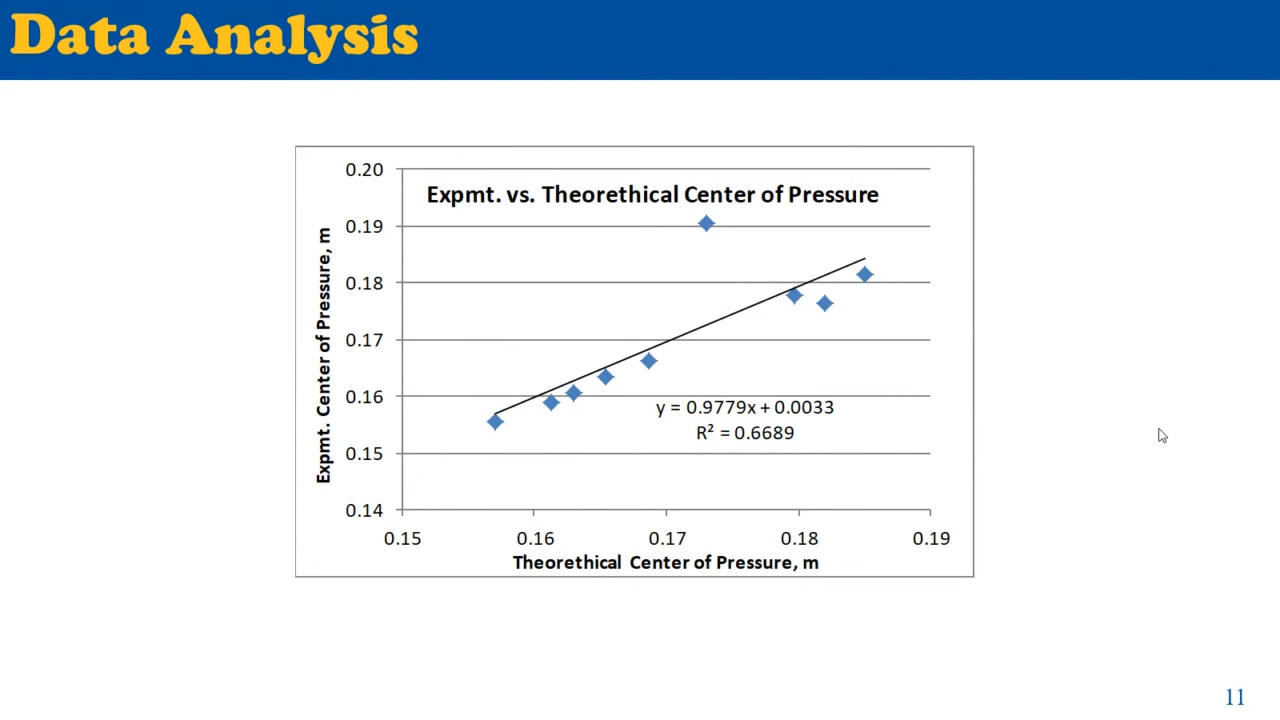 Data Analysis
Expmt. vs. Theorethical Center of Pressure
Expmt. Center of Pressure, m
0.20
0.19
0.18
0.17
0.16
0.15
0.14
y = 0.9779x + 0.0033
R² = 0.6689
0.15 0.16 0.17 0.18 0.19
Theorethical Center of Pressure, m
11